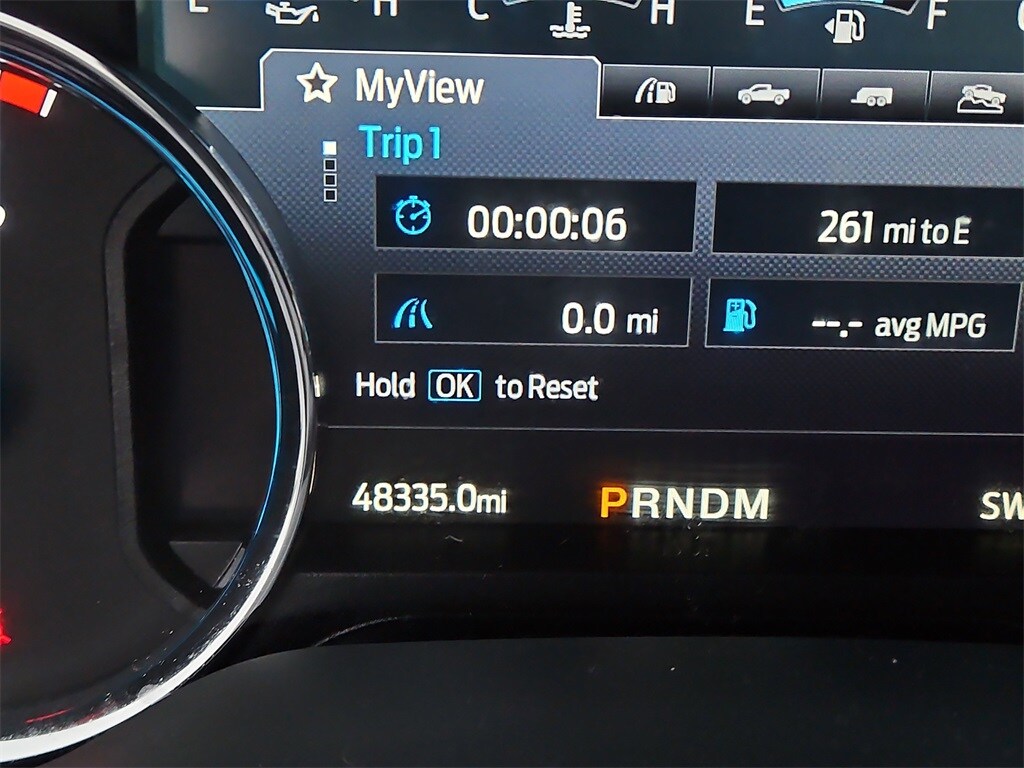 L H C H E F
MyView
Trip 1
00:00:06 261 mi to E
0.0 mi --.- avg MPG
Hold OK to Reset
48335.0mi PRNDM SW